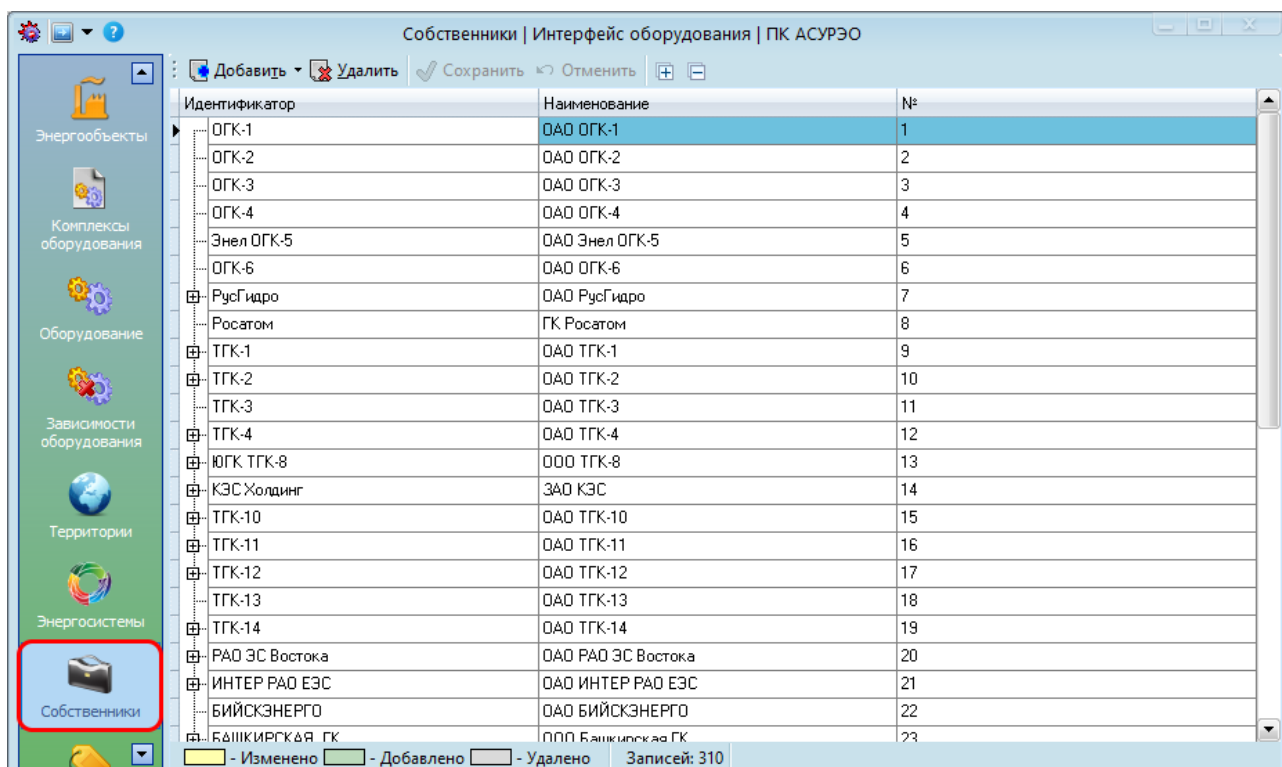 Собственники | Интерфейс оборудования | ПК АСУРЭО
Добавить Удалить Сохранить Отменить
Энергообъекты
Комплексы
оборудования
Оборудование
Зависимости
оборудования
Территории
Энергосистемы
Собственники
Идентификатор Наименование №
ОГК-1 ОАО ОГК-1 1
ОГК-2 ОАО ОГК-2 2
ОГК-3 ОАО ОГК-3 3
ОГК-4 ОАО ОГК-4 4
Энел ОГК-5 ОАО Энел ОГК-5 5
ОГК-6 ОАО ОГК-6 6
РусГидро ОАО РусГидро 7
Росатом ГК Росатом 8
ТГК-1 ОАО ТГК-1 9
ТГК-2 ОАО ТГК-2 10
ТГК-3 ОАО ТГК-3 11
ТГК-4 ОАО ТГК-4 12
ЮГК ТГК-8 ООО ТГК-8 13
КЭС Холдинг ЗАО КЭС 14
ТГК-10 ОАО ТГК-10 15
ТГК-11 ОАО ТГК-11 16
ТГК-12 ОАО ТГК-12 17
ТГК-13 ОАО ТГК-13 18
ТГК-14 ОАО ТГК-14 19
РАО ЭС Востока ОАО РАО ЭС Востока 20
ИНТЕР РАО ЕЭС ОАО ИНТЕР РАО ЕЭС 21
БИЙСКЭНЕРГО ОАО БИЙСКЭНЕРГО 22
БАШКИРСКАЯ ГК ООО Башкирская ГК 23
- Изменено - Добавлено - Удалено Записей: 310